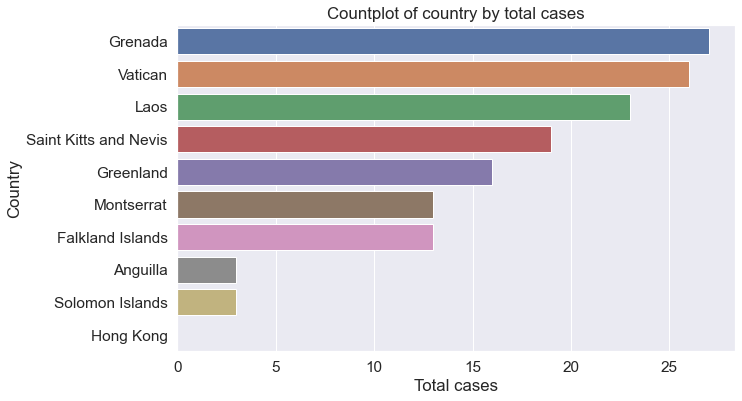 Countplot of country by total cases
Country
Grenada
Vatican
Laos
Saint Kitts and Nevis
Greenland
Montserrat
Falkland Islands
Anguilla
Solomon Islands
Hong Kong
0 5 10 15 20 25
Total cases